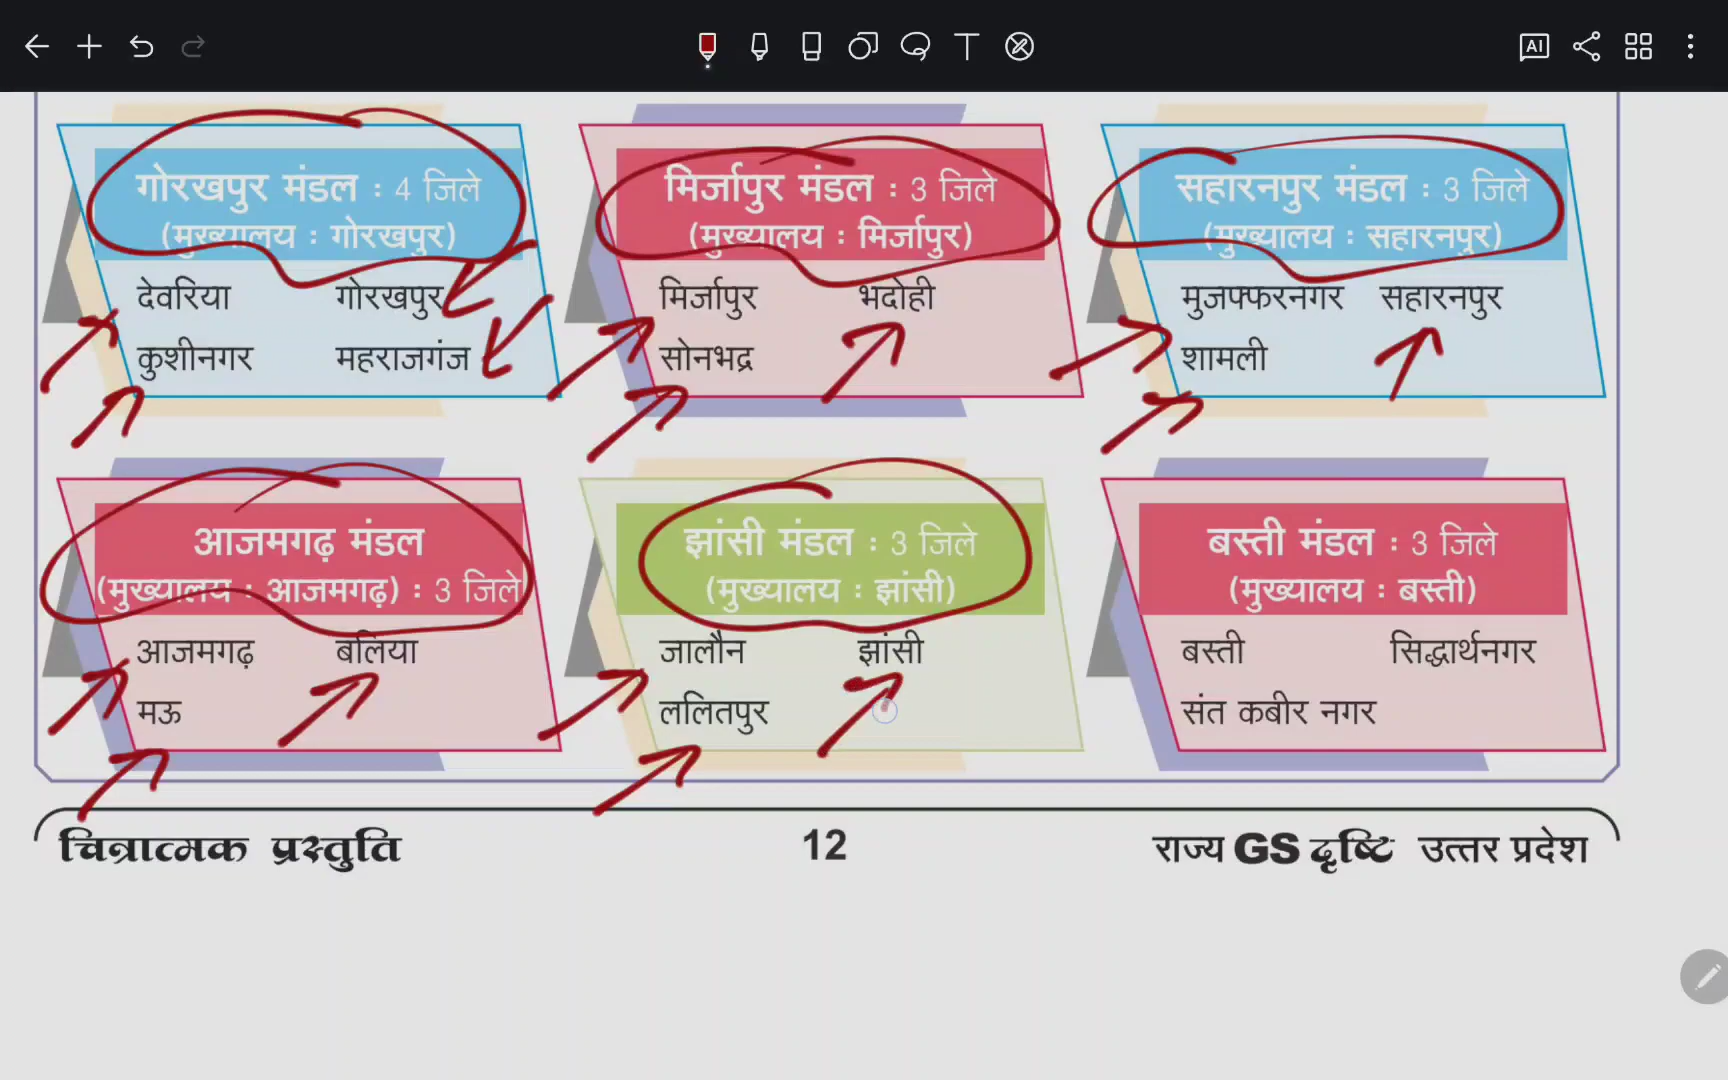 AI
गोरखपुर मंडल : 4 जिले
(मुख्यालय : गोरखपुर)
देवरिया गोरखपुर
कुशीनगर महराजगंज
मिर्जापुर मंडल : 3 जिले
(मुख्यालय : मिर्जापुर)
मिर्जापुर भदोही
सोनभद्र
सहारनपुर मंडल : 3 जिले
(मुख्यालय : सहारनपुर)
मुजफ्फरनगर सहारनपुर
शामली
आजमगढ़ मंडल
(मुख्यालय : आजमगढ़) : 3 जिले
आजमगढ़ बलिया
मऊ
झांसी मंडल : 3 जिले
(मुख्यालय : झांसी)
जालौन झांसी
ललितपुर
बस्ती मंडल : 3 जिले
(मुख्यालय : बस्ती)
बस्ती सिद्धार्थनगर
संत कबीर नगर
चित्रात्मक प्रस्तुति 12 राज्य GS दृष्टि उत्तर प्रदेश